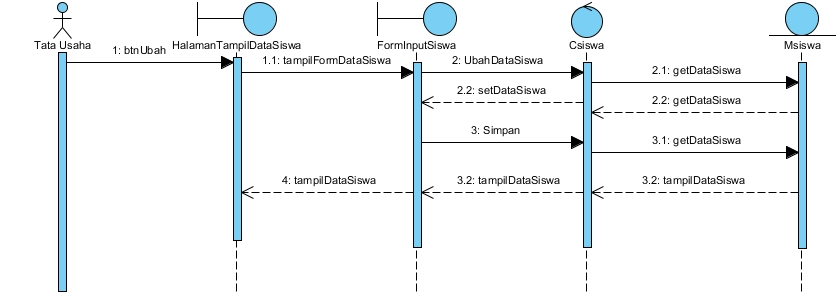 Tata Usaha
HalamanTampilDataSiswa
FormInputSiswa
Csiswa
Msiswa
1: btnUbah
1.1: tampilFormDataSiswa
2: UbahDataSiswa
2.1: getDataSiswa
2.2: setDataSiswa
2.2: getDataSiswa
3: Simpan
3.1: getDataSiswa
4: tampilDataSiswa
3.2: tampilDataSiswa
3.2: tampilDataSiswa